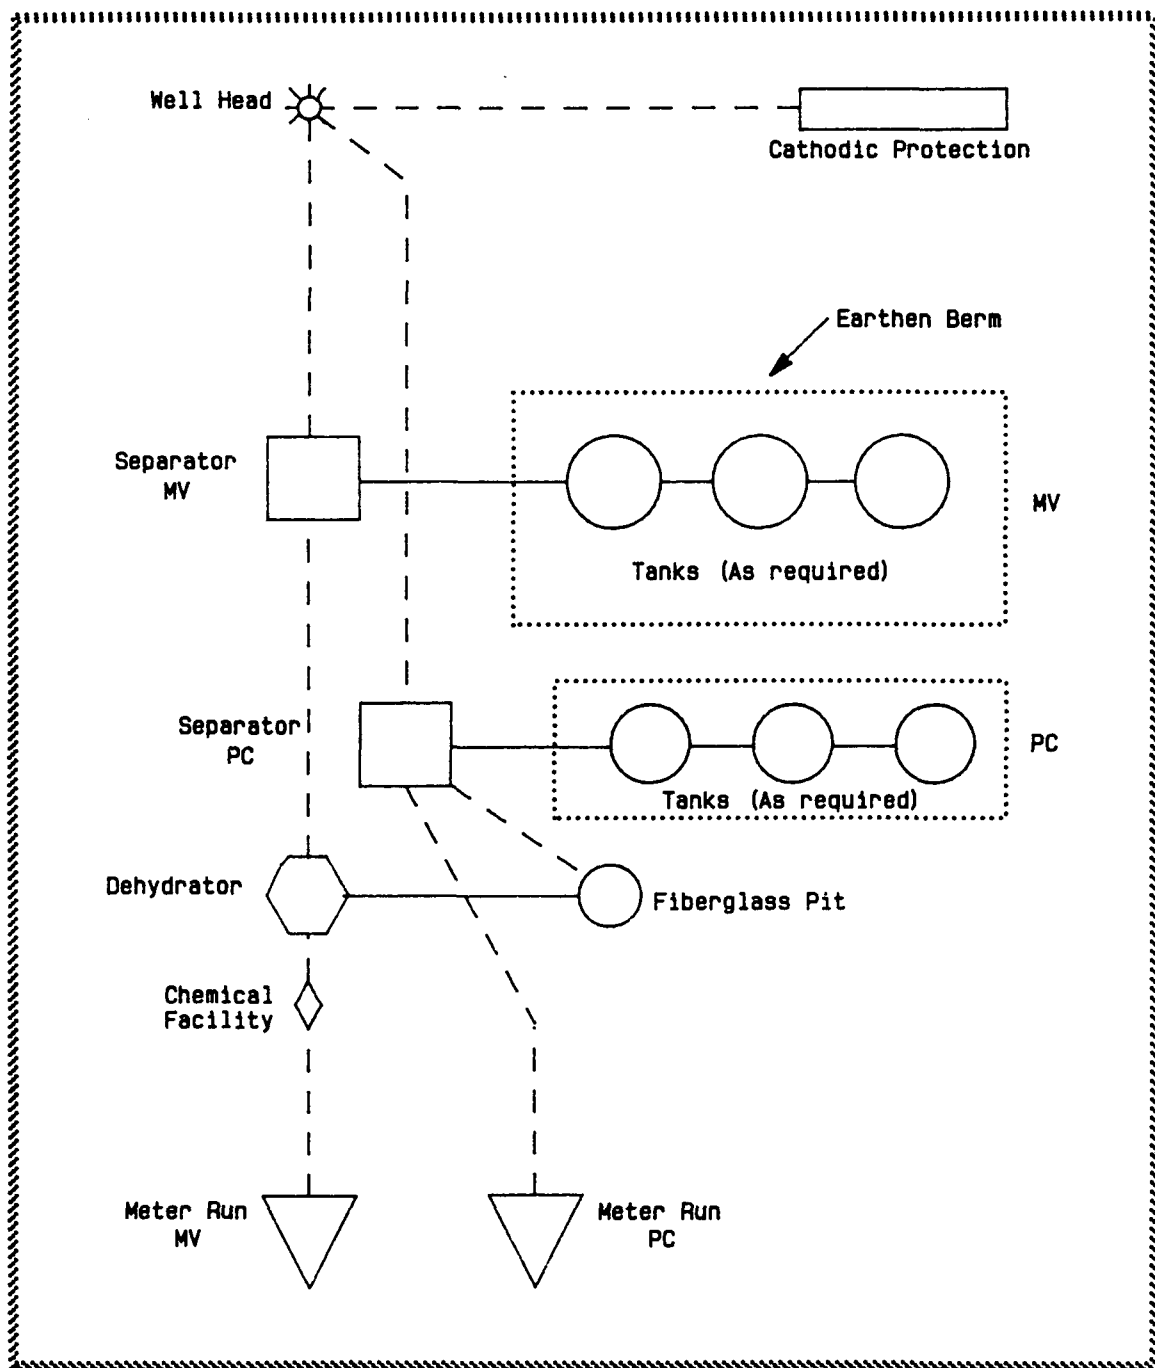 Well Head
Cathodic Protection
Earthen Berm
Separator
MV
MV
Tanks (As required)
Separator
PC
PC
Tanks (As required)
Dehydrator
Fiberglass Pit
Chemical
Facility
Meter Run
MV
Meter Run
PC